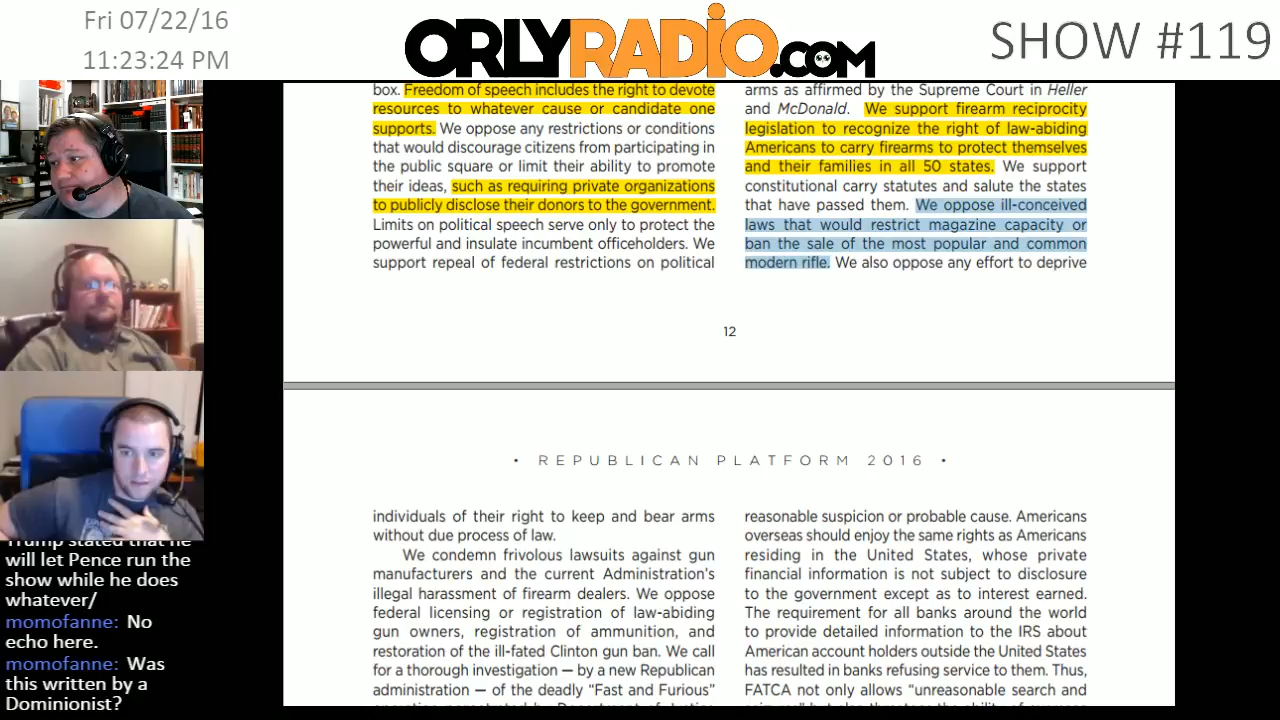 Fri 07/22/16
11:23:24 PM
ORLYRADIO.COM
SHOW #119
box. Freedom of speech includes the right to devote
resources to whatever cause or candidate one
supports. We oppose any restrictions or conditions
that would discourage citizens from participating in
the public square or limit their ability to promote
their ideas, such as requiring private organizations
to publicly disclose their donors to the government.
Limits on political speech serve only to protect the
powerful and insulate incumbent officeholders. We
support repeal of federal restrictions on political
arms as affirmed by the Supreme Court in Heller
and McDonald. We support firearm reciprocity
legislation to recognize the right of law-abiding
Americans to carry firearms to protect themselves
and their families in all 50 states. We support
constitutional carry statutes and salute the states
that have passed them. We oppose ill-conceived
laws that would restrict magazine capacity or
ban the sale of the most popular and common
modern rifle. We also oppose any effort to deprive
12
• REPUBLICAN PLATFORM 2016 •
individuals of their right to keep and bear arms
without due process of law.
We condemn frivolous lawsuits against gun
manufacturers and the current Administration's
illegal harassment of firearm dealers. We oppose
federal licensing or registration of law-abiding
gun owners, registration of ammunition, and
restoration of the ill-fated Clinton gun ban. We call
for a thorough investigation — by a new Republican
administration — of the deadly "Fast and Furious"
reasonable suspicion or probable cause. Americans
overseas should enjoy the same rights as Americans
residing in the United States, whose private
financial information is not subject to disclosure
to the government except as to interest earned.
The requirement for all banks around the world
to provide detailed information to the IRS about
American account holders outside the United States
has resulted in banks refusing service to them. Thus,
FATCA not only allows "unreasonable search and
Trump stated that he
will let Pence run the
show while he does
whatever/
momofanne: No
echo here.
momofanne: Was
this written by a
Dominionist?